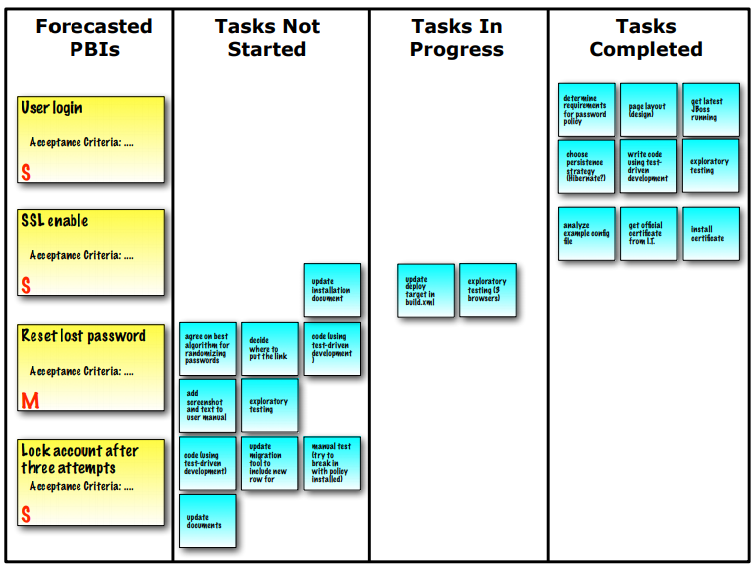 Forecasted
PBIs
Tasks Not
Started
Tasks In
Progress
Tasks
Completed
User login
Acceptance Criteria: ....
S
determine
requirements
for password
policy
page layout
(design)
get latest
JBoss
running
choose
persistence
strategy
(Hibernate?)
write code
using test-
driven
development
exploratory
testing
SSL enable
Acceptance Criteria: ....
S
update
installation
document
update
deploy
target in
build.xml
exploratory
testing (3
browsers)
analyze
example config
file
get official
certificate
from I.T.
install
certificate
Reset lost password
Acceptance Criteria: ....
M
agree on best
algorithm for
randomizing
passwords
decide
where to
put the link
code (using
test-driven
development
)
add
screenshot
and text to
user manual
exploratory
testing
Lock account after
three attempts
Acceptance Criteria: ....
S
code (using
test-driven
development)
update
migration
tool to
include new
row for
manual test
(try to
break in
with policy
installed)
update
documents